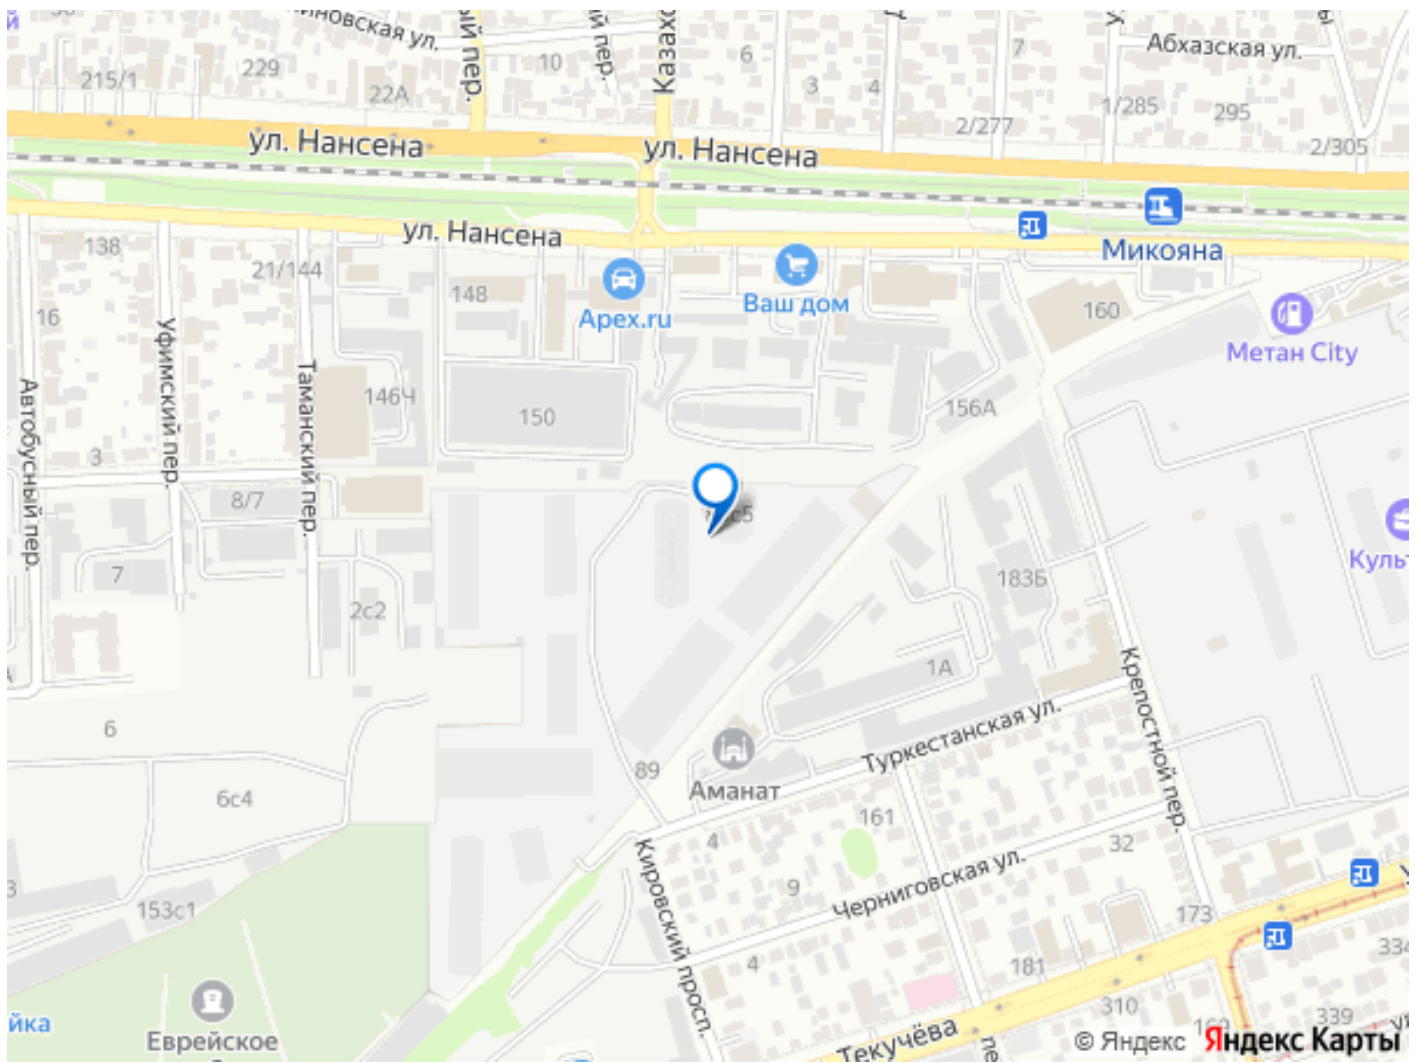 215/1
229
22А
10
6
3
4
7
Абхазская ул.
1/285
295
2/277
2/305
ул. Нансена
ул. Нансена
ул. Нансена
Микояна
138
21/144
148
Apex.ru
Ваш дом
160
Метан City
16
Уфимский пер.
Автобусный пер.
Таманский пер.
146Ч
150
156А
3
8/7
7
2с2
183Б
1А
Крепостной пер.
Туркестанская ул.
6
89
Аманат
6с4
161
4
32
Кировский просп.
9
Черниговская ул.
153с1
173
4
181
310
339
Еврейское
Текучёва
© Яндекс
Яндекс Карты